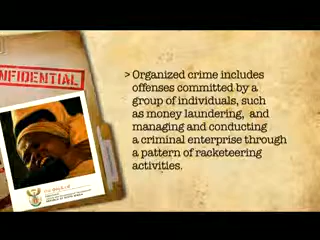 NFIDENTIAL
> Organized crime includes
offenses committed by a
group of individuals, such
as money laundering, and
managing and conducting
a criminal enterprise through
a pattern of racketeering
activities.